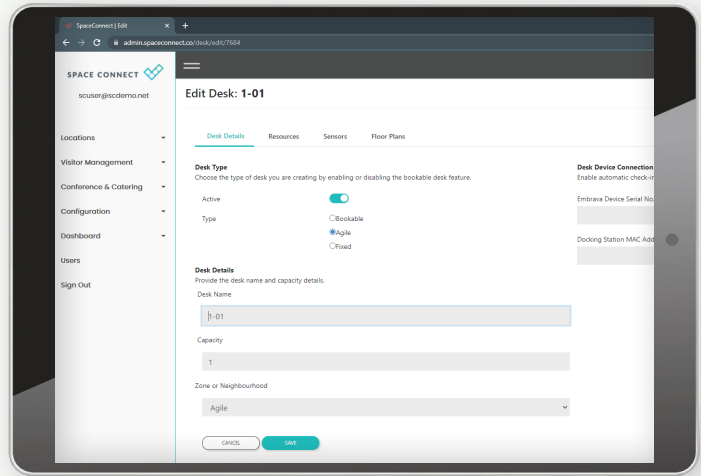 SpaceConnect | Edit
admin.spaceconnect.co/desk/edit/7684
SPACE CONNECT
scuser@scdemo.net
Locations
Visitor Management
Conference & Catering
Configuration
Dashboard
Users
Sign Out
Edit Desk: 1-01
Desk Details
Resources
Sensors
Floor Plans
Desk Type
Choose the type of desk you are creating by enabling or disabling the bookable desk feature.
Active
Type
Bookable
Agile
Fixed
Desk Details
Provide the desk name and capacity details.
Desk Name
1-01
Capacity
1
Zone or Neighbourhood
Agile
CANCEL
SAVE
Desk Device Connection
Enable automatic check-in
Embrava Device Serial No.
Docking Station MAC Add